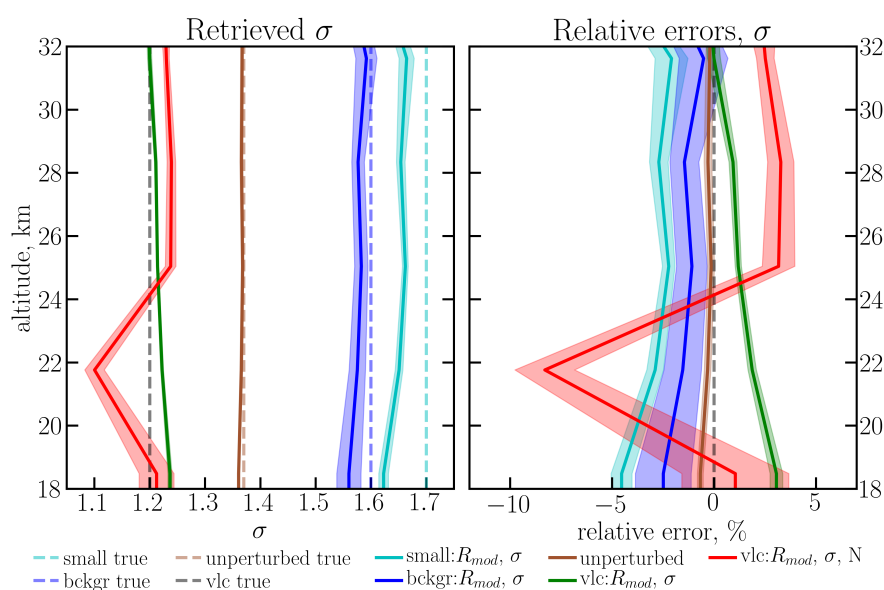 Retrieved σ
Relative errors, σ
altitude, km
32
30
28
26
24
22
20
18
1.1 1.2 1.3 1.4 1.5 1.6 1.7
σ
32
30
28
26
24
22
20
18
−10 −5 0 5
relative error, %
small true
bckgr true
unperturbed true
vlc true
small:R_mod, σ
bckgr:R_mod, σ
unperturbed
vlc:R_mod, σ
vlc:R_mod, σ, N